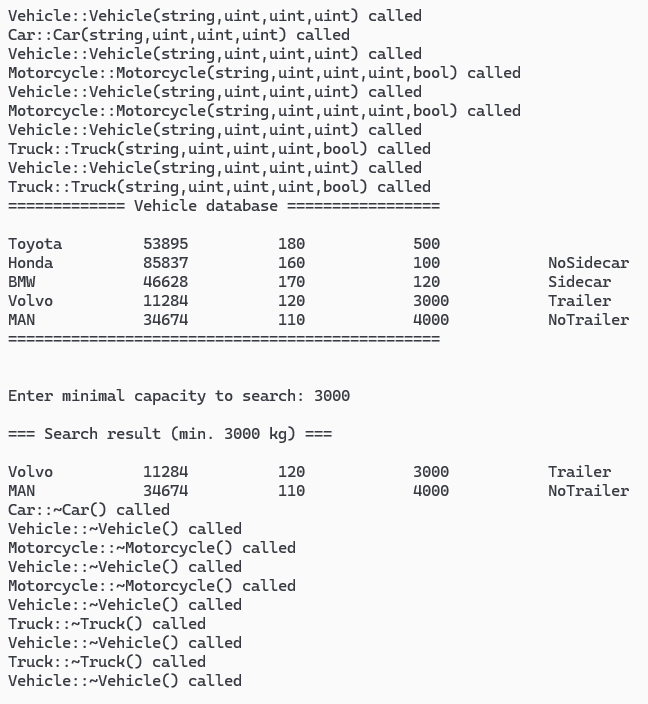 Vehicle::Vehicle(string,uint,uint,uint) called
Car::Car(string,uint,uint,uint) called
Vehicle::Vehicle(string,uint,uint,uint) called
Motorcycle::Motorcycle(string,uint,uint,uint,bool) called
Vehicle::Vehicle(string,uint,uint,uint) called
Motorcycle::Motorcycle(string,uint,uint,uint,bool) called
Vehicle::Vehicle(string,uint,uint,uint) called
Truck::Truck(string,uint,uint,uint,bool) called
Vehicle::Vehicle(string,uint,uint,uint) called
Truck::Truck(string,uint,uint,uint,bool) called
============= Vehicle database =================
Toyota         53895          180            500
Honda          85837          160            100            NoSidecar
BMW            46628          170            120            Sidecar
Volvo          11284          120            3000           Trailer
MAN            34674          110            4000           NoTrailer
================================================
Enter minimal capacity to search: 3000
=== Search result (min. 3000 kg) ===
Volvo          11284          120            3000           Trailer
MAN            34674          110            4000           NoTrailer
Car::~Car() called
Vehicle::~Vehicle() called
Motorcycle::~Motorcycle() called
Vehicle::~Vehicle() called
Motorcycle::~Motorcycle() called
Vehicle::~Vehicle() called
Truck::~Truck() called
Vehicle::~Vehicle() called
Truck::~Truck() called
Vehicle::~Vehicle() called